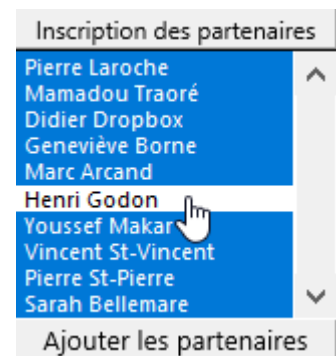 Inscription des partenaires
Pierre Laroche
Mamadou Traoré
Didier Dropbox
Geneviève Borne
Marc Arcand
Henri Godon
Youssef Makar
Vincent St-Vincent
Pierre St-Pierre
Sarah Bellemare
Ajouter les partenaires